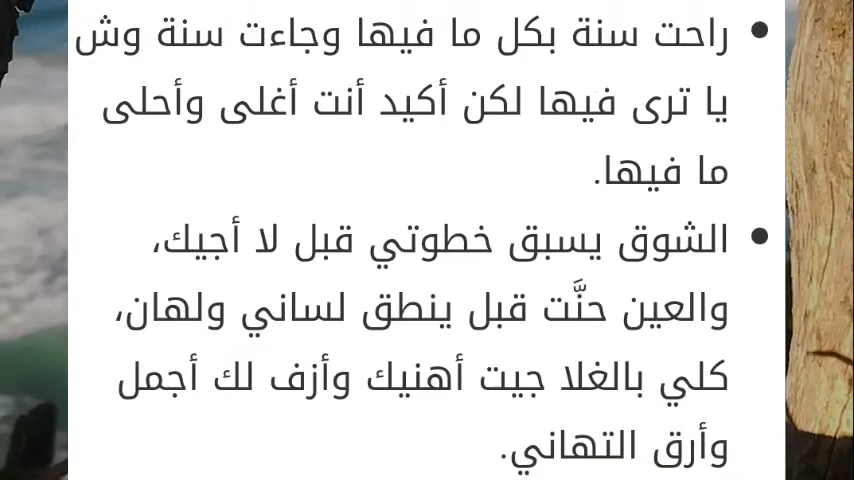 • راحت سنة بكل ما فيها وجاءت سنة وش
يا ترى فيها لكن أكيد أنت أغلى وأحلى
ما فيها.
• الشوق يسبق خطوتي قبل لا أجيك،
والعين حنَّت قبل ينطق لساني ولهان،
كلي بالغلا جيت أهنيك وأزف لك أجمل
وأرق التهاني.